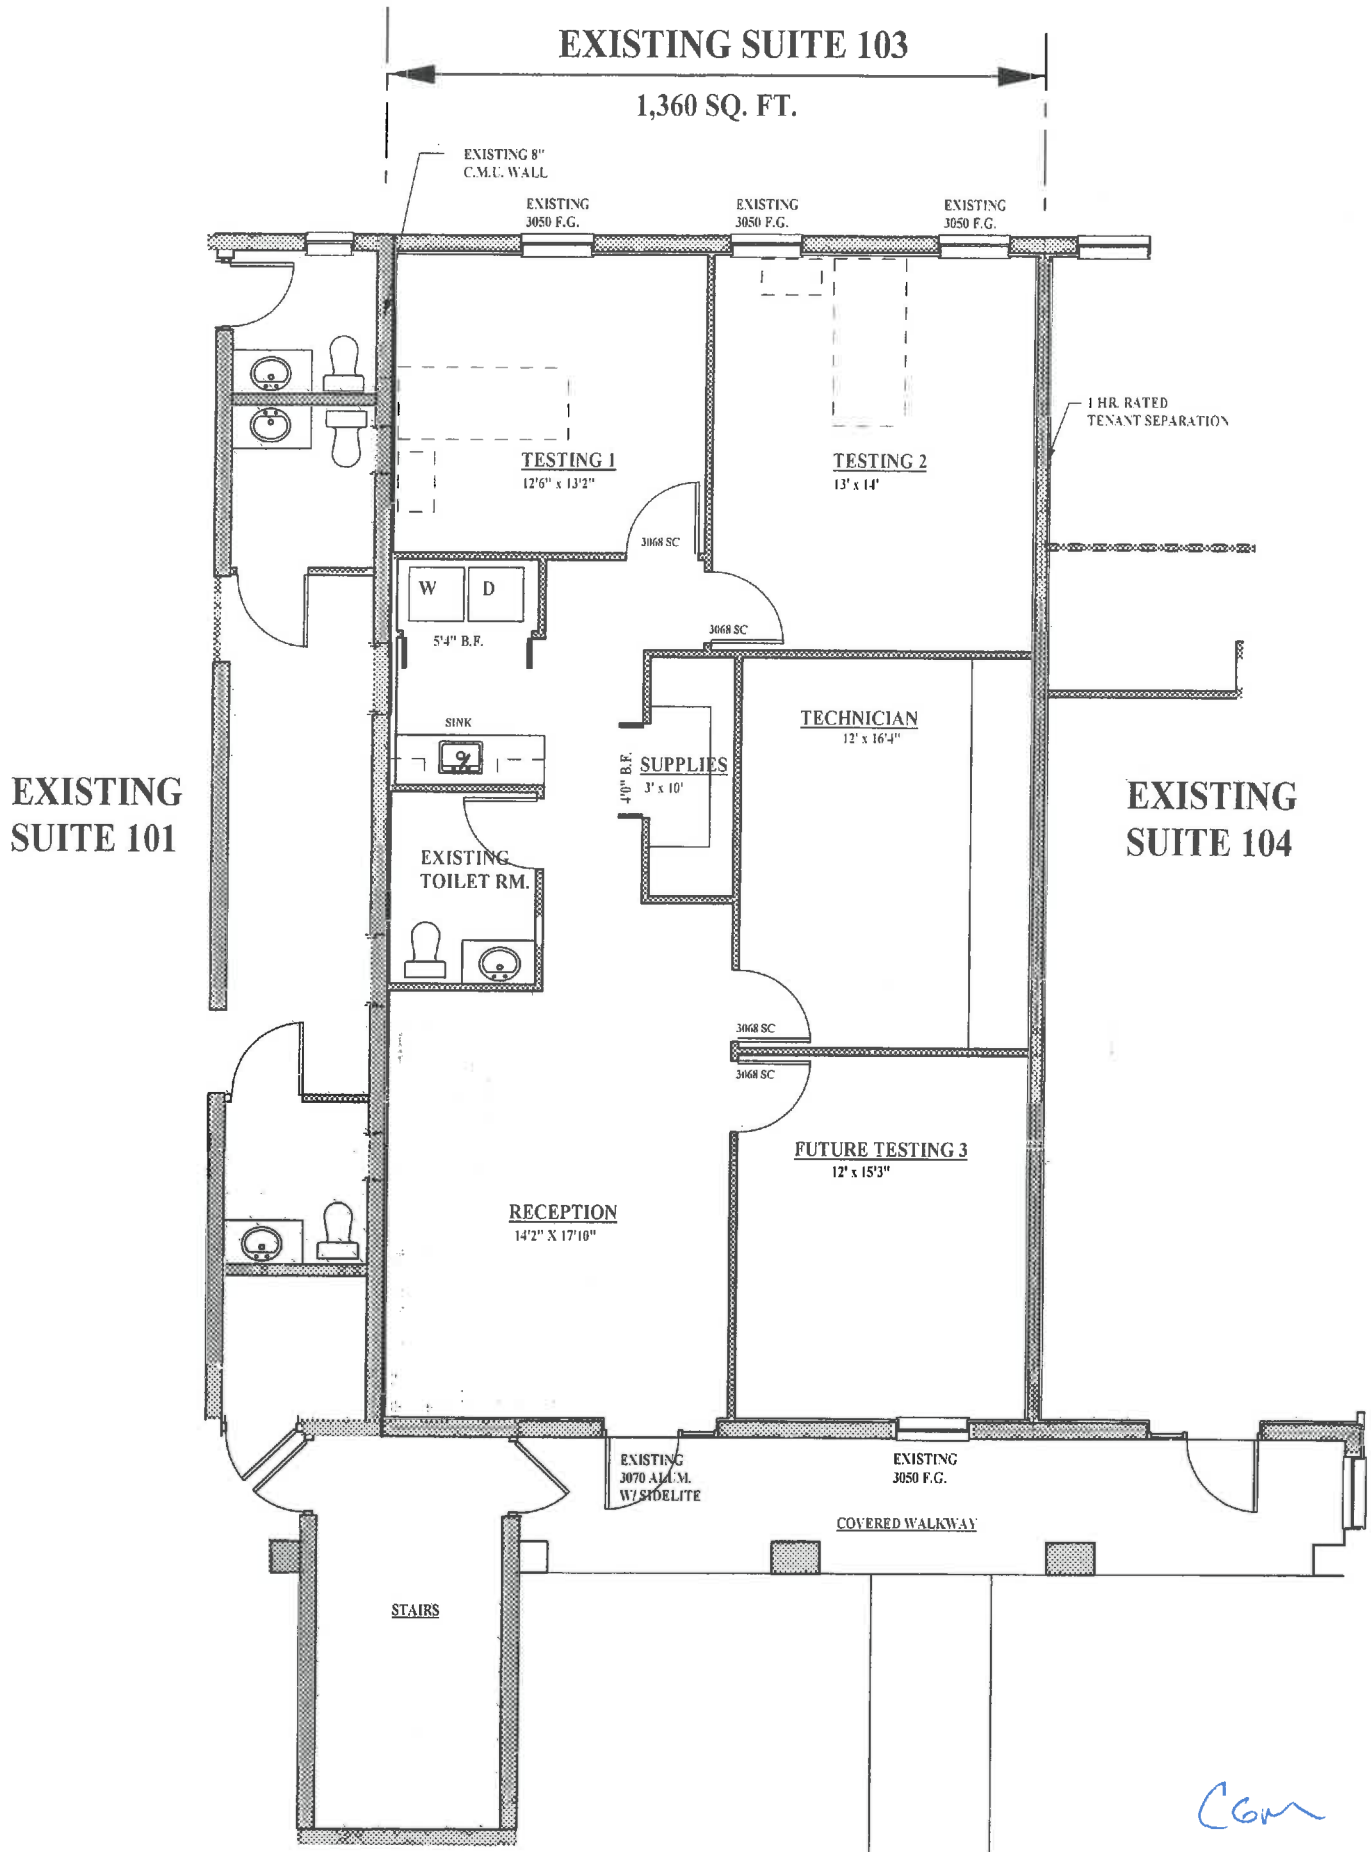 EXISTING SUITE 103
1,360 SQ. FT.
EXISTING 8"
C.M.U. WALL
EXISTING
3050 F.G.
EXISTING
3050 F.G.
EXISTING
3050 F.G.
1 HR. RATED
TENANT SEPARATION
TESTING 1
12'6" x 13'2"
TESTING 2
13' x 14'
3068 SC
W
D
5'4" B.F.
3068 SC
SINK
TECHNICIAN
12' x 16'4"
SUPPLIES
3' x 10'
4'0" B.F.
EXISTING
SUITE 101
EXISTING
SUITE 104
EXISTING
TOILET RM.
3068 SC
3068 SC
FUTURE TESTING 3
12' x 15'3"
RECEPTION
14'2" X 17'10"
EXISTING
3070 ALUM.
W/ SIDELITE
EXISTING
3050 F.G.
COVERED WALKWAY
STAIRS